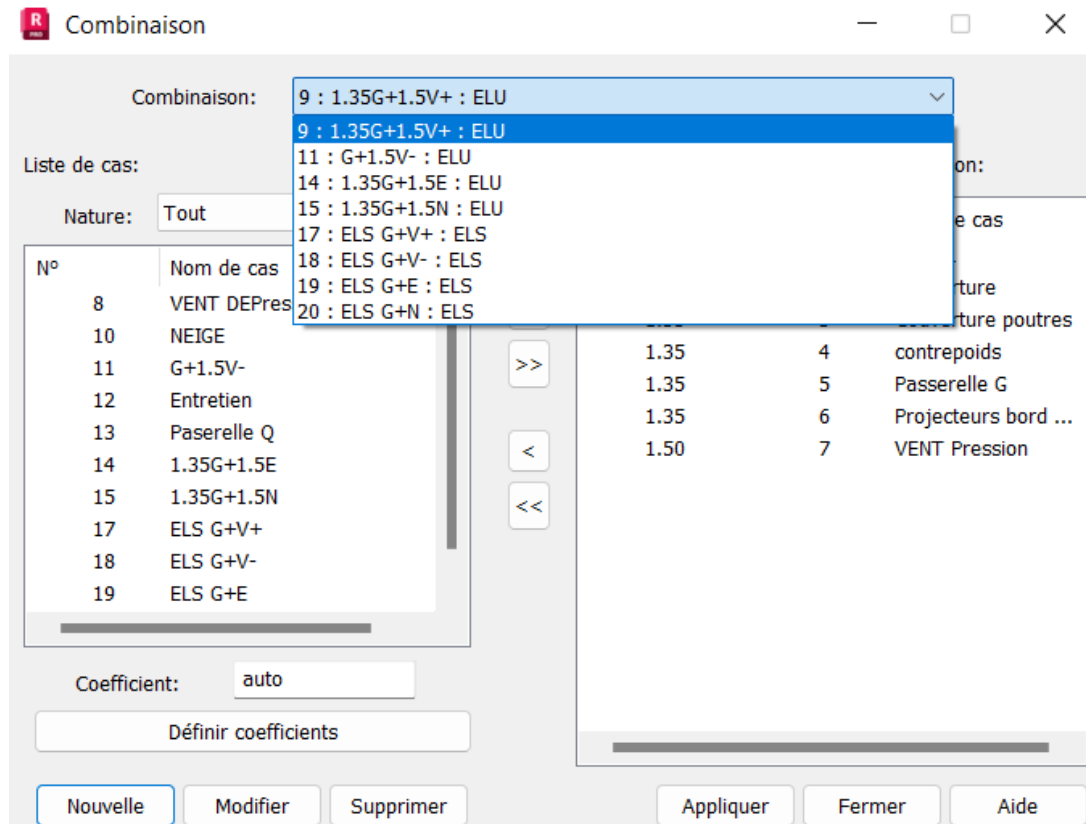 R
PRO
Combinaison
Combinaison:
9 : 1.35G+1.5V+ : ELU
9 : 1.35G+1.5V+ : ELU
11 : G+1.5V- : ELU
14 : 1.35G+1.5E : ELU
15 : 1.35G+1.5N : ELU
17 : ELS G+V+ : ELS
18 : ELS G+V- : ELS
19 : ELS G+E : ELS
20 : ELS G+N : ELS
Liste de cas:
on:
Nature: Tout
N° Nom de cas
8 VENT DEPres
10 NEIGE
11 G+1.5V-
12 Entretien
13 Paserelle Q
14 1.35G+1.5E
15 1.35G+1.5N
17 ELS G+V+
18 ELS G+V-
19 ELS G+E
>>
<
<<
e cas
rture
rture poutres
1.35 4 contrepoids
1.35 5 Passerelle G
1.35 6 Projecteurs bord ...
1.50 7 VENT Pression
Coefficient: auto
Définir coefficients
Nouvelle Modifier Supprimer Appliquer Fermer Aide